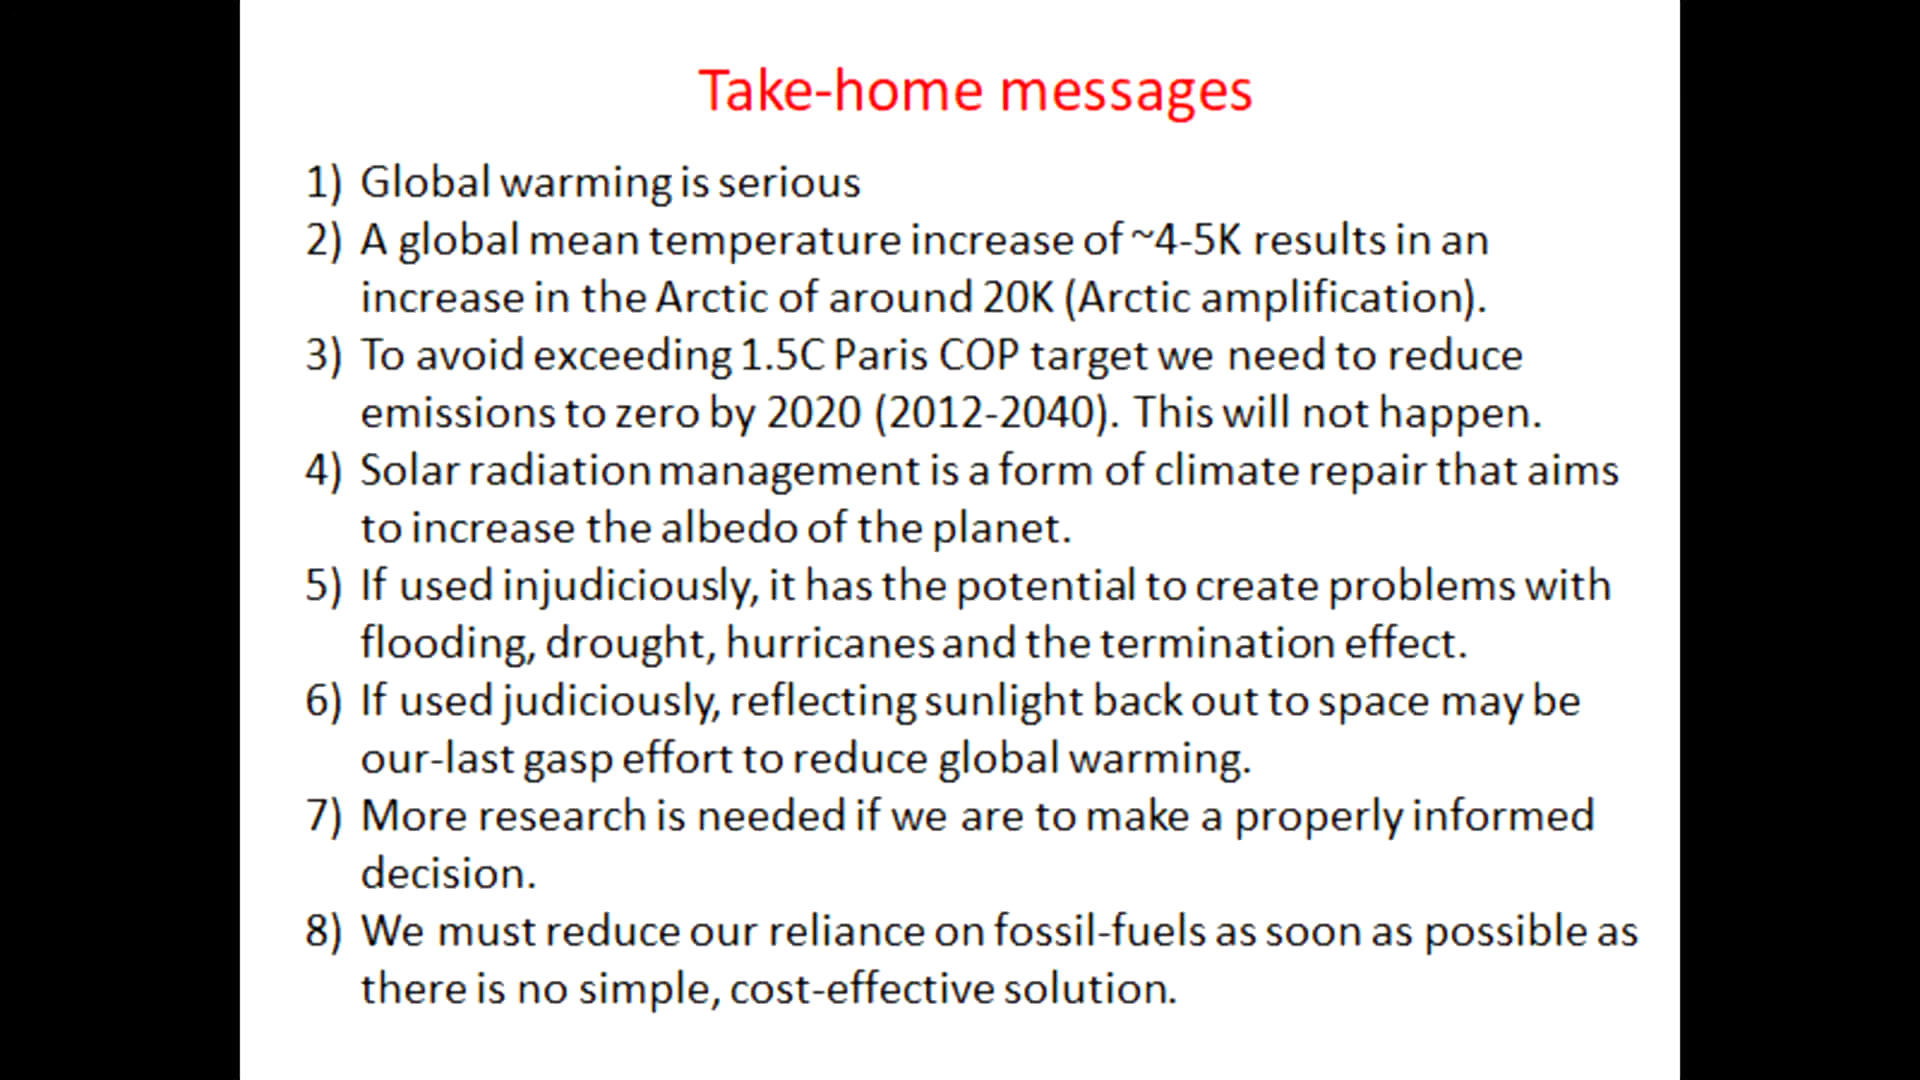 Take-home messages
1) Global warming is serious
2) A global mean temperature increase of ~4-5K results in an
increase in the Arctic of around 20K (Arctic amplification).
3) To avoid exceeding 1.5C Paris COP target we need to reduce
emissions to zero by 2020 (2012-2040). This will not happen.
4) Solar radiation management is a form of climate repair that aims
to increase the albedo of the planet.
5) If used injudiciously, it has the potential to create problems with
flooding, drought, hurricanes and the termination effect.
6) If used judiciously, reflecting sunlight back out to space may be
our-last gasp effort to reduce global warming.
7) More research is needed if we are to make a properly informed
decision.
8) We must reduce our reliance on fossil-fuels as soon as possible as
there is no simple, cost-effective solution.